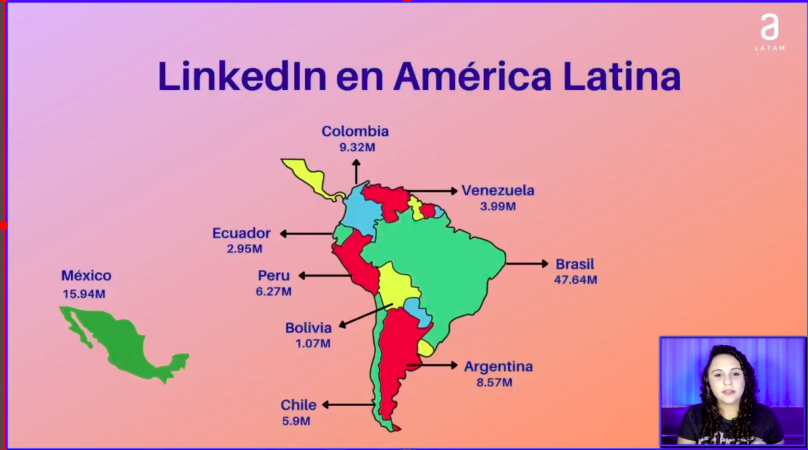 a
LATAM
LinkedIn en América Latina
Colombia
9.32M
Venezuela
3.99M
Ecuador
2.95M
Brasil
47.64M
México
15.94M
Peru
6.27M
Bolivia
1.07M
Argentina
8.57M
Chile
5.9M